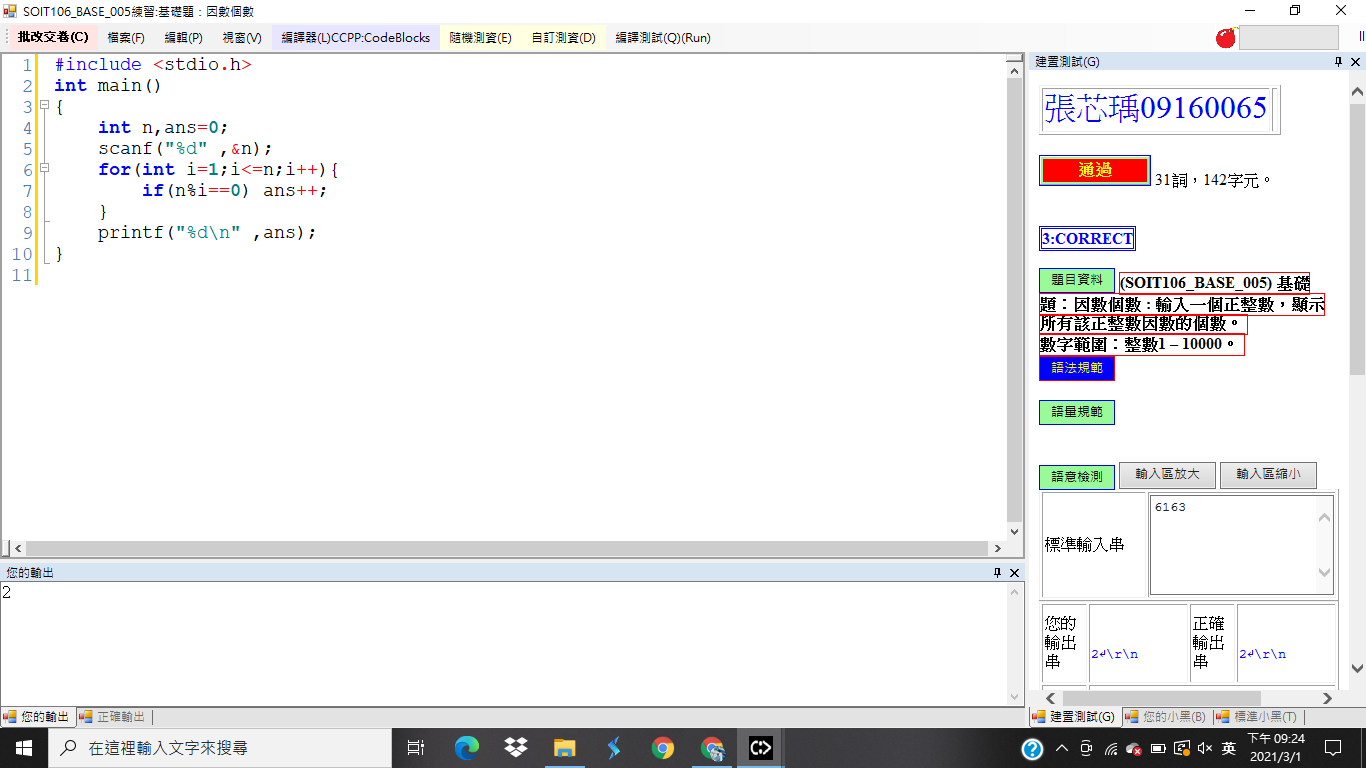 SOIT106_BASE_005練習:基礎題：因數個數
批改交卷(C) 檔案(F) 編輯(P) 視窗(V) 編譯器(L)CCPP:CodeBlocks 隨機測資(E) 自訂測資(D) 編譯測試(Q)(Run)
1 #include <stdio.h>
2 int main()
3 {
4 int n,ans=0;
5 scanf("%d" ,&n);
6 for(int i=1;i<=n;i++){
7 if(n%i==0) ans++;
8 }
9 printf("%d\n" ,ans);
10 }
11
您的輸出
2
您的輸出 正確輸出
建置測試(G)
張芯瑀09160065
通過 31詞，142字元。
3:CORRECT
題目資料 (SOIT106_BASE_005) 基礎
題：因數個數 : 輸入一個正整數，顯示
所有該正整數因數的個數。
數字範圍：整數1 – 10000。
語法規範
語量規範
語意檢測 輸入區放大 輸入區縮小
標準輸入串 6163
您的輸出串 2↲\r\n 正確輸出串 2↲\r\n
建置測試(G) 您的小黑(B) 標準小黑(T)
在這裡輸入文字來搜尋
英 下午 09:24
2021/3/1